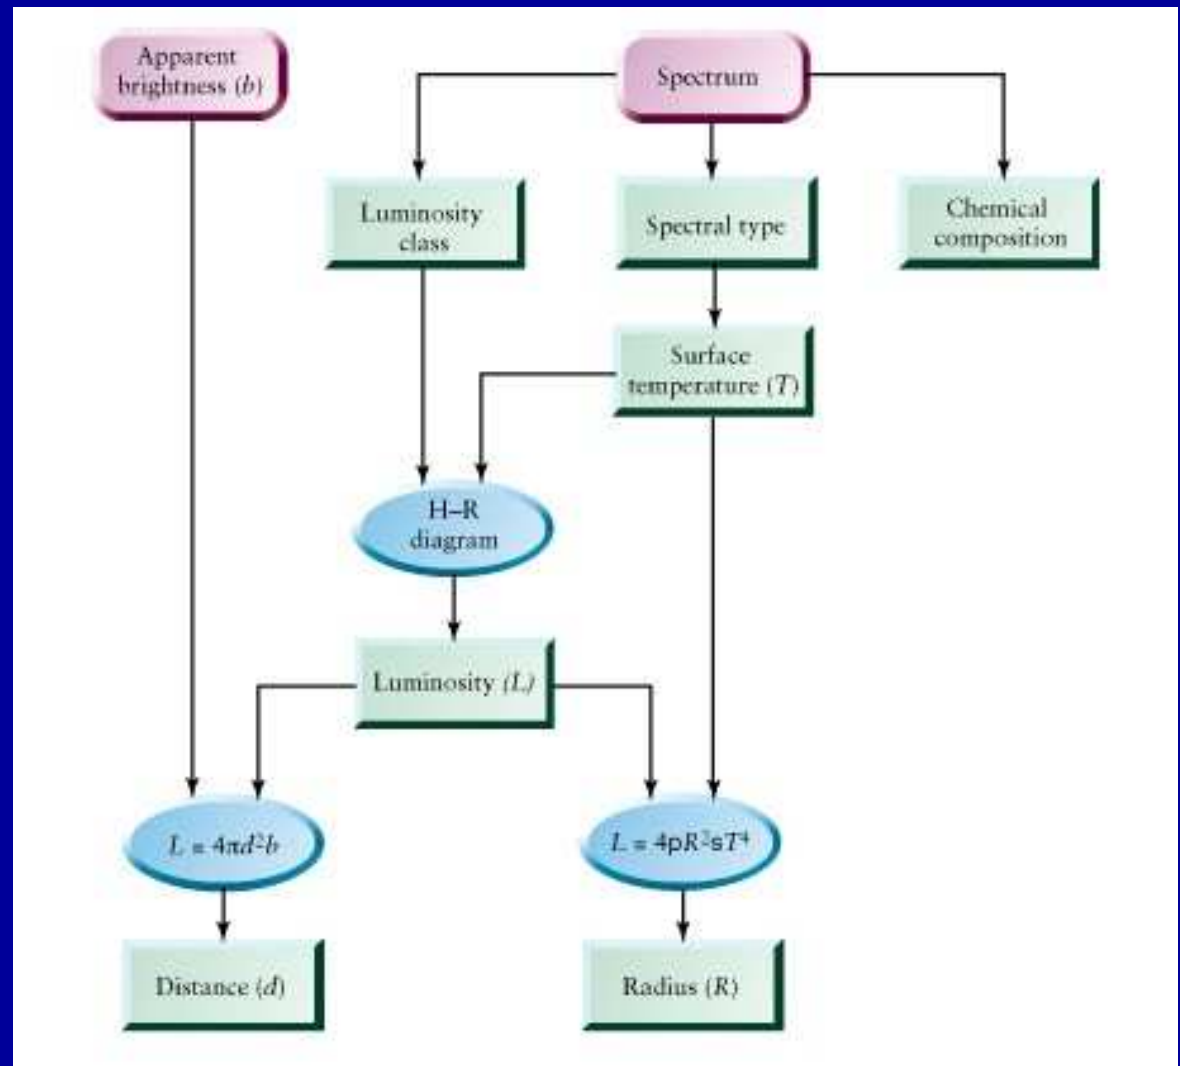 Apparent
brightness (b)
Spectrum
Luminosity
class
Spectral type
Chemical
composition
Surface
temperature (T)
H–R
diagram
Luminosity (L)
L = 4πd²b
L = 4pR²sT⁴
Distance (d)
Radius (R)